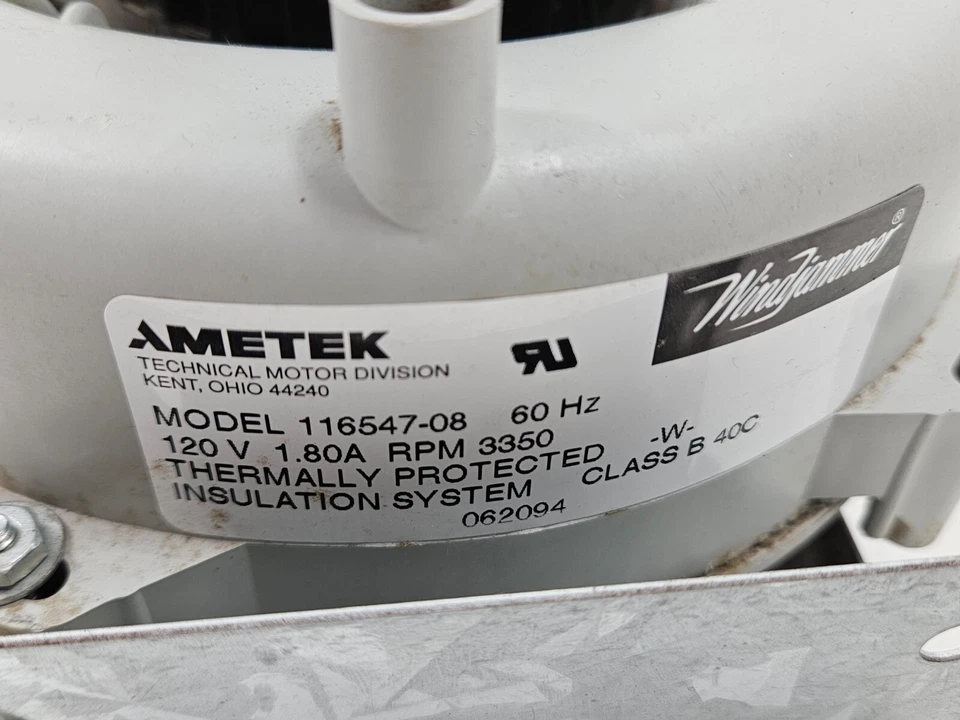 AMETEK
TECHNICAL MOTOR DIVISION
KENT, OHIO 44240
RU
Windjammer®
MODEL 116547-08 60 Hz
120 V 1.80A RPM 3350 -W-
THERMALLY PROTECTED
INSULATION SYSTEM CLASS B 40C
062094